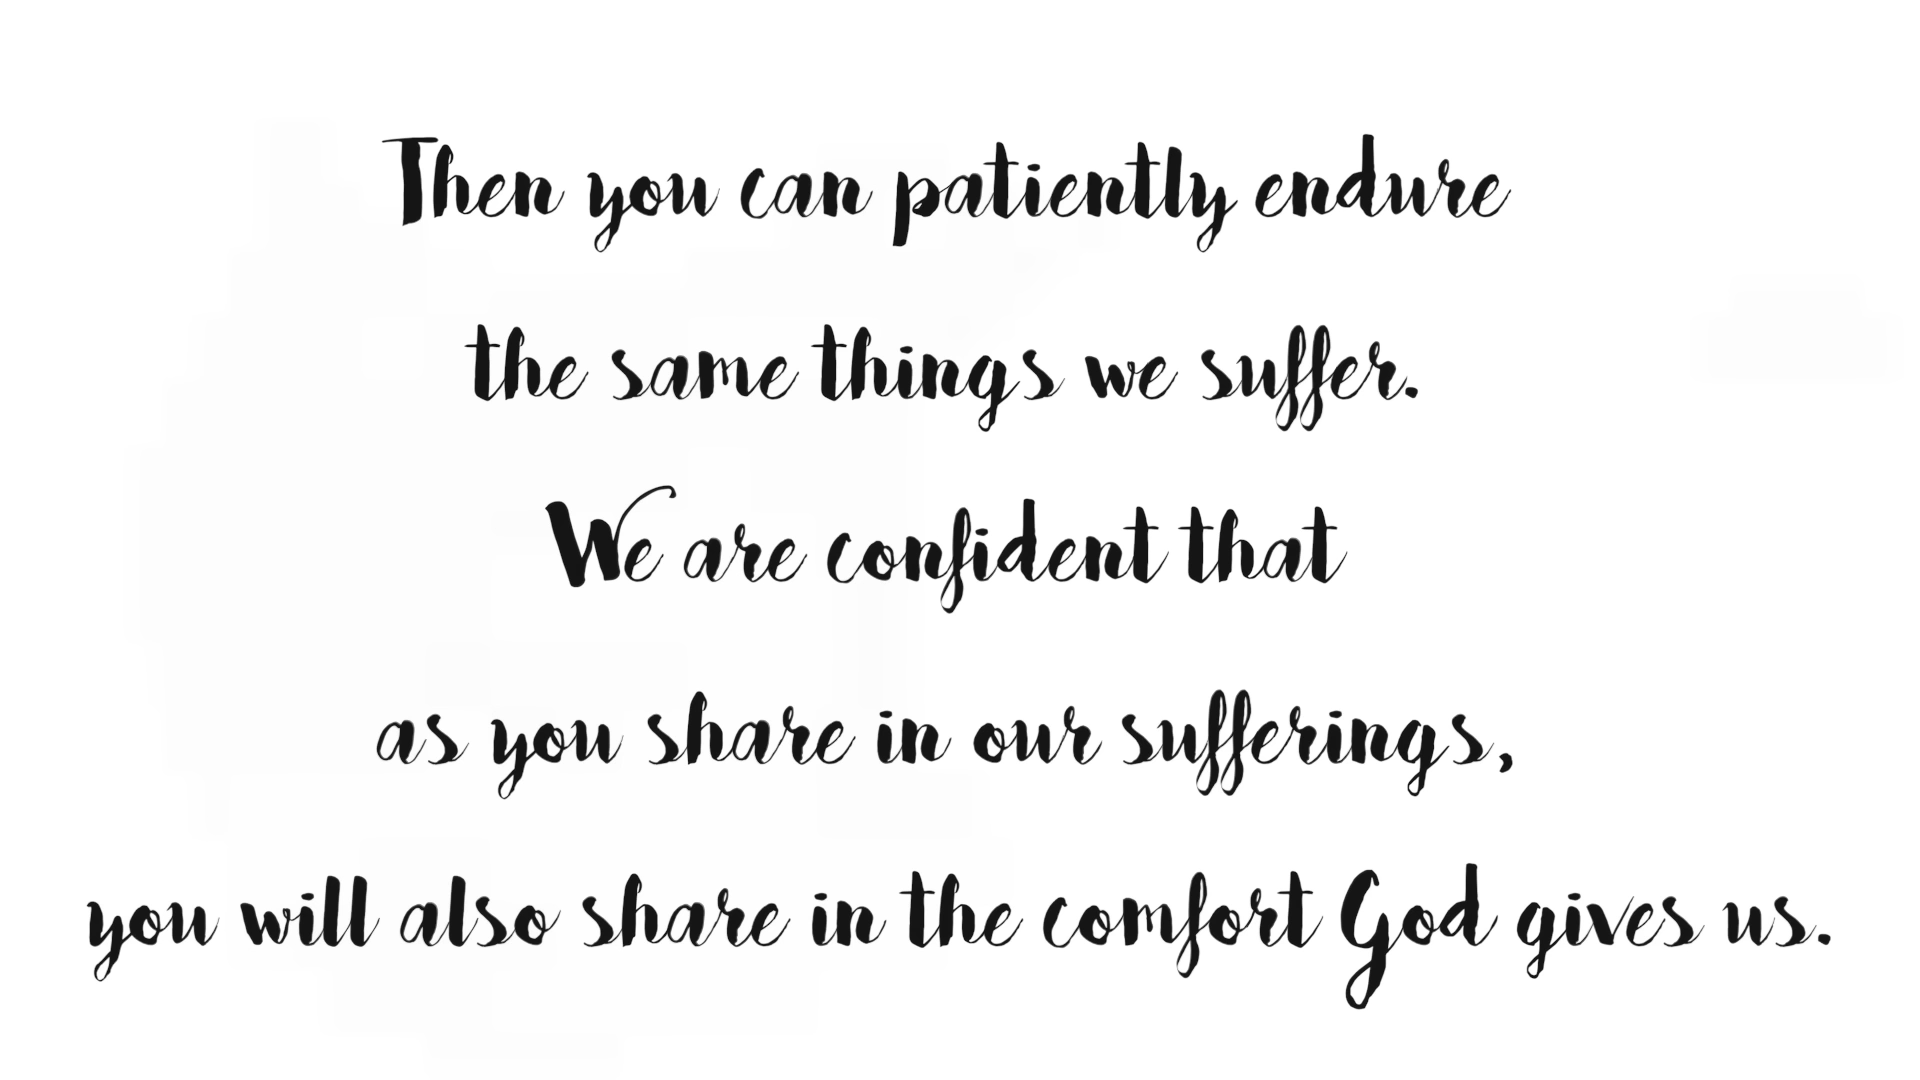 Then you can patiently endure
the same things we suffer.
We are confident that
as you share in our sufferings,
you will also share in the comfort God gives us.